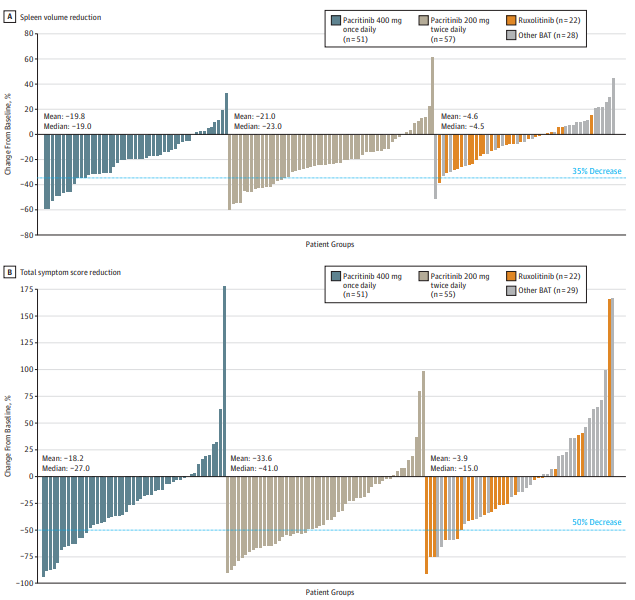 A Spleen volume reduction
Pacritinib 400 mg
once daily
(n=51)
Pacritinib 200 mg
twice daily
(n=57)
Ruxolitinib (n=22)
Other BAT (n=28)
Change From Baseline, %
80
60
40
20
0
−20
−40
−60
−80
Mean: −19.8
Median: −19.0
Mean: −21.0
Median: −23.0
Mean: −4.6
Median: −4.5
35% Decrease
Patient Groups
B Total symptom score reduction
Pacritinib 400 mg
once daily
(n=51)
Pacritinib 200 mg
twice daily
(n=55)
Ruxolitinib (n=22)
Other BAT (n=29)
Change From Baseline, %
175
150
125
100
75
50
25
0
−25
−50
−75
−100
Mean: −18.2
Median: −27.0
Mean: −33.6
Median: −41.0
Mean: −3.9
Median: −15.0
50% Decrease
Patient Groups